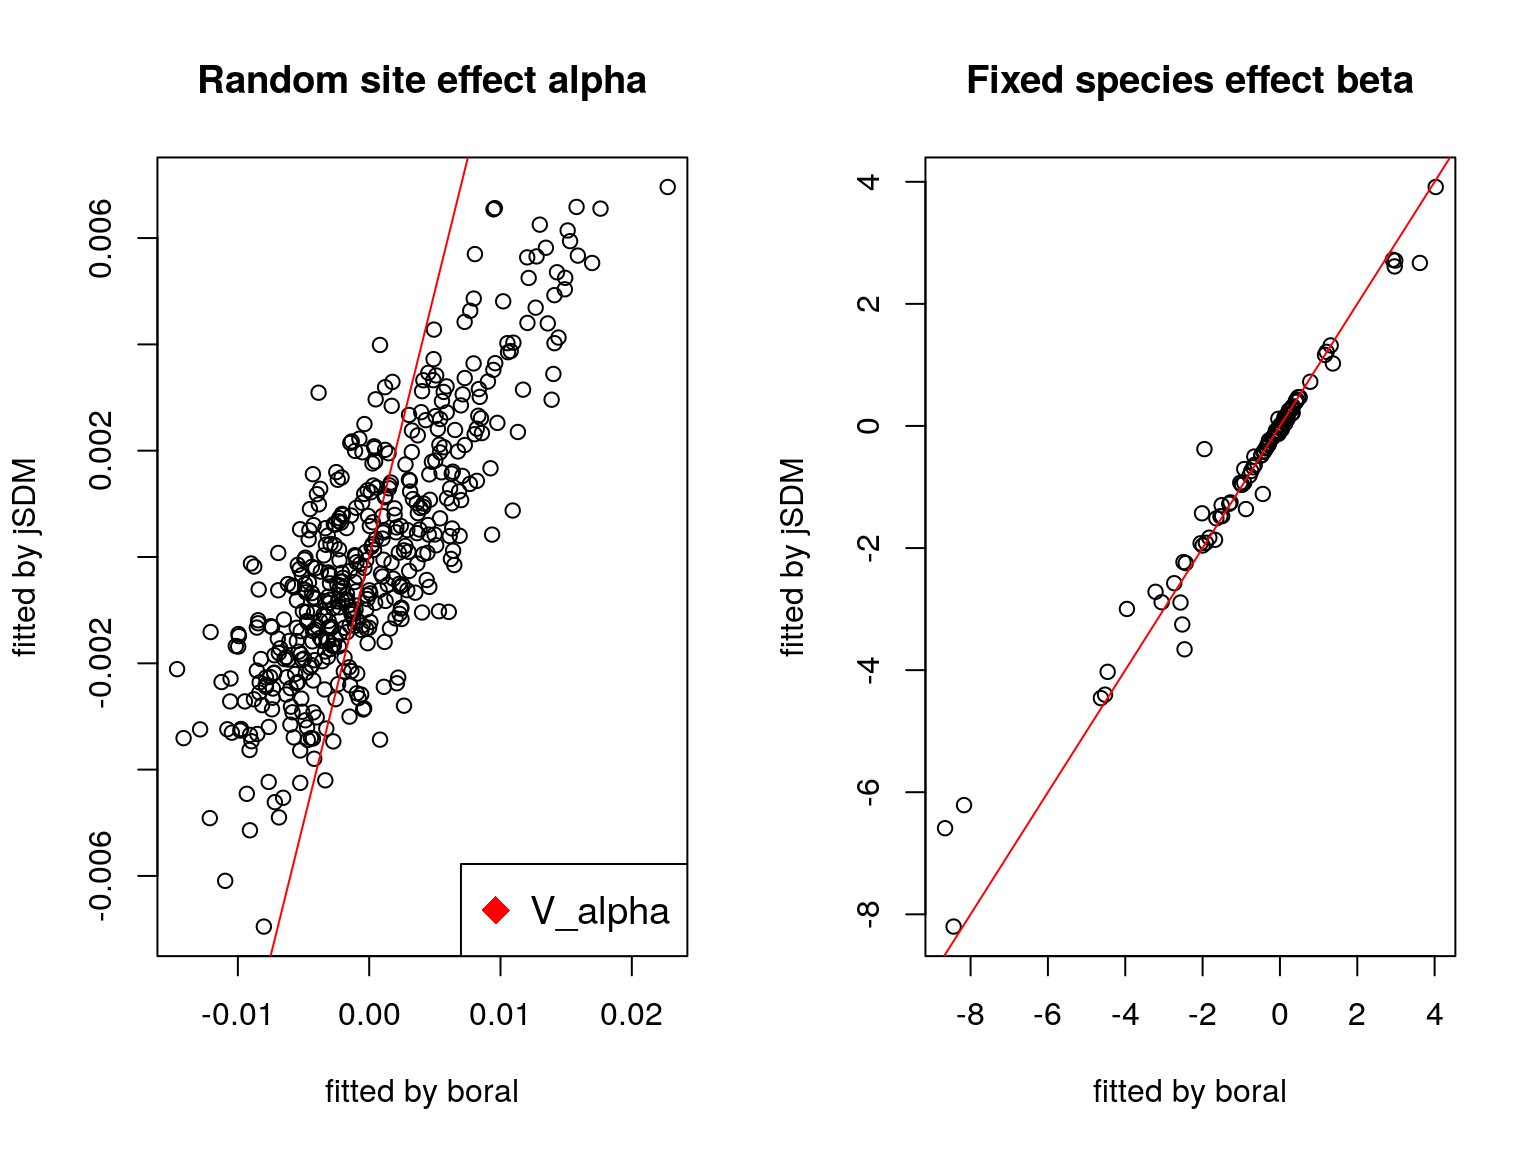 Random site effect alpha
fitted by jSDM
0.006
0.002
-0.002
-0.006
V_alpha
-0.01 0.00 0.01 0.02
fitted by boral
Fixed species effect beta
fitted by jSDM
4
2
0
-2
-4
-6
-8
-8 -6 -4 -2 0 2 4
fitted by boral